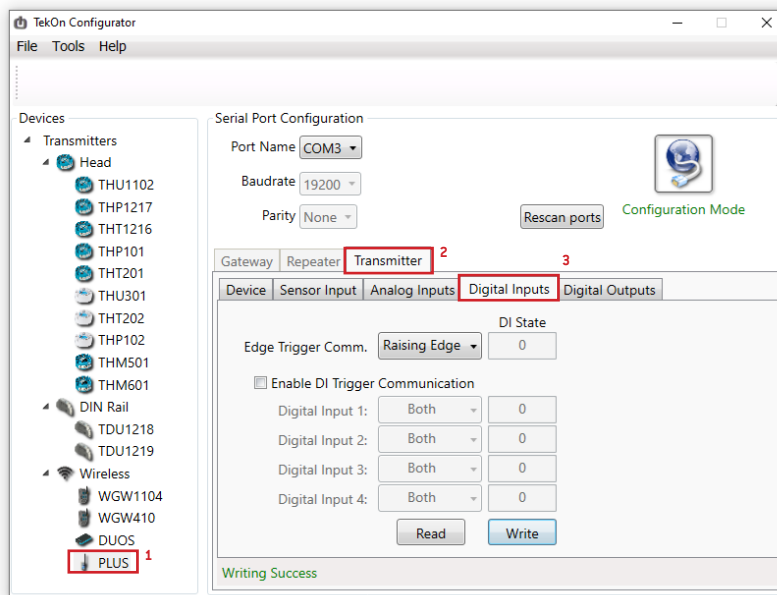 TekOn Configurator
File Tools Help
Devices
Transmitters
Head
THU1102
THP1217
THT1216
THP101
THT201
THU301
THT202
THP102
THM501
THM601
DIN Rail
TDU1218
TDU1219
Wireless
WGW1104
WGW410
DUOS
PLUS 1
Serial Port Configuration
Port Name COM3
Baudrate 19200
Parity None
Rescan ports
Configuration Mode
Gateway Repeater Transmitter 2
3
Device Sensor Input Analog Inputs Digital Inputs Digital Outputs
DI State
Edge Trigger Comm. Raising Edge 0
Enable DI Trigger Communication
Digital Input 1: Both 0
Digital Input 2: Both 0
Digital Input 3: Both 0
Digital Input 4: Both 0
Read Write
Writing Success